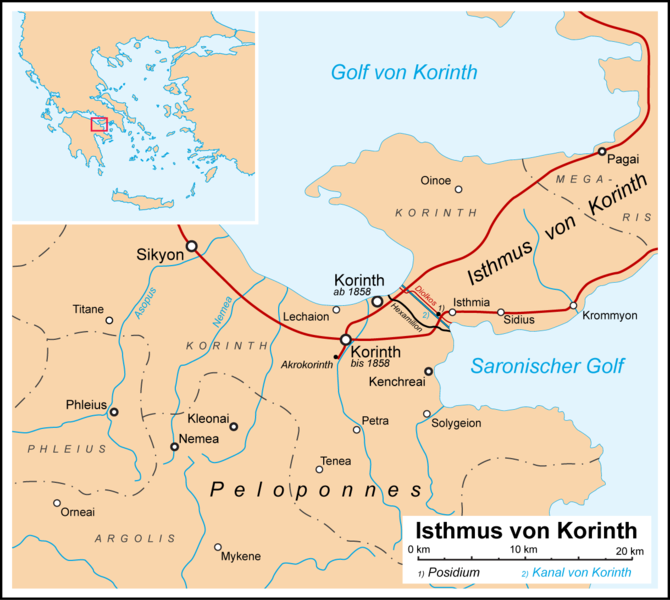 Golf von Korinth
Pagai
Oinoe
MEGA-
RIS
KORINTH
Isthmus von Korinth
Sikyon
Korinth
ab 1858
Diolkos
1)
2)
Hexamilion
Isthmia
Sidius
Krommyon
Asopus
Nemea
Lechaion
Titane
KORINTH
Korinth
bis 1858
Akrokorinth
Saronischer Golf
Kenchreai
Phleius
Kleonai
Petra
Solygeion
Nemea
PHLEIUS
Tenea
Peloponnes
Orneai
ARGOLIS
Mykene
Isthmus von Korinth
0 km 10 km 20 km
1) Posidium 2) Kanal von Korinth